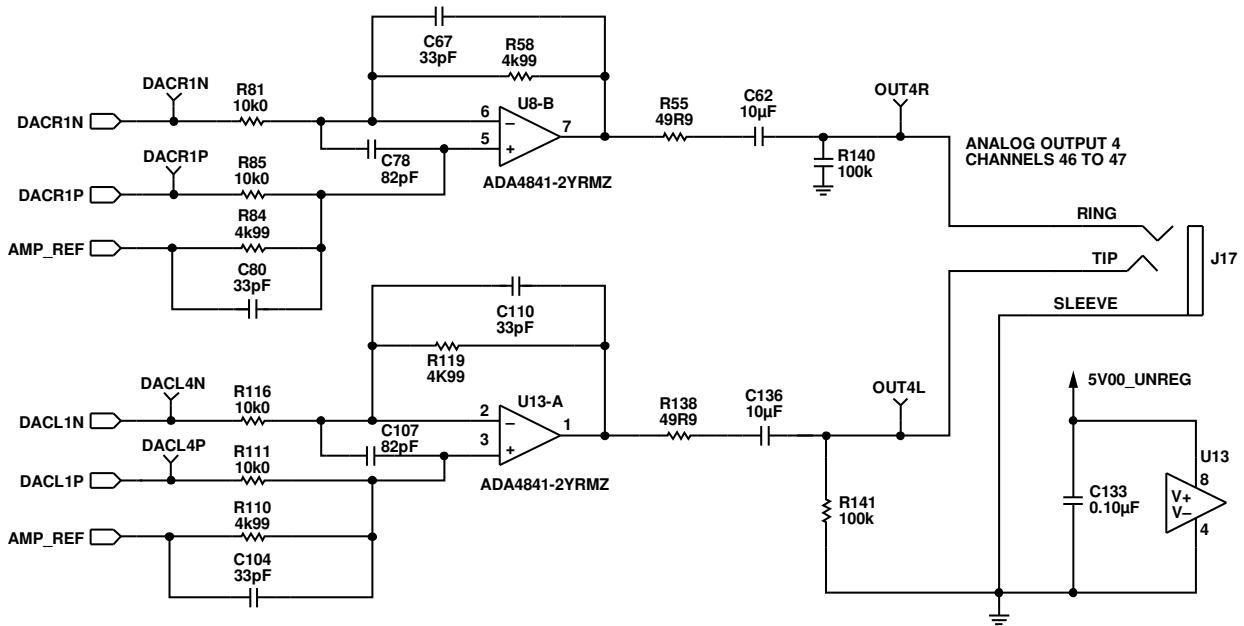 C67
33pF
R58
4k99
DACR1N
R81
10k0
DACR1N
6
–
U8-B
7
5
+
C78
82pF
ADA4841-2YRMZ
R55
49R9
C62
10µF
OUT4R
R140
100k
ANALOG OUTPUT 4
CHANNELS 46 TO 47
DACR1P
R85
10k0
DACR1P
R84
4k99
AMP_REF
C80
33pF
RING
TIP
J17
SLEEVE
C110
33pF
R119
4K99
DACL4N
R116
10k0
DACL1N
2
–
U13-A
1
3
+
C107
82pF
ADA4841-2YRMZ
R138
49R9
C136
10µF
OUT4L
R141
100k
DACL4P
R111
10k0
DACL1P
R110
4k99
AMP_REF
C104
33pF
5V00_UNREG
U13
8
V+
V–
4
C133
0.10µF